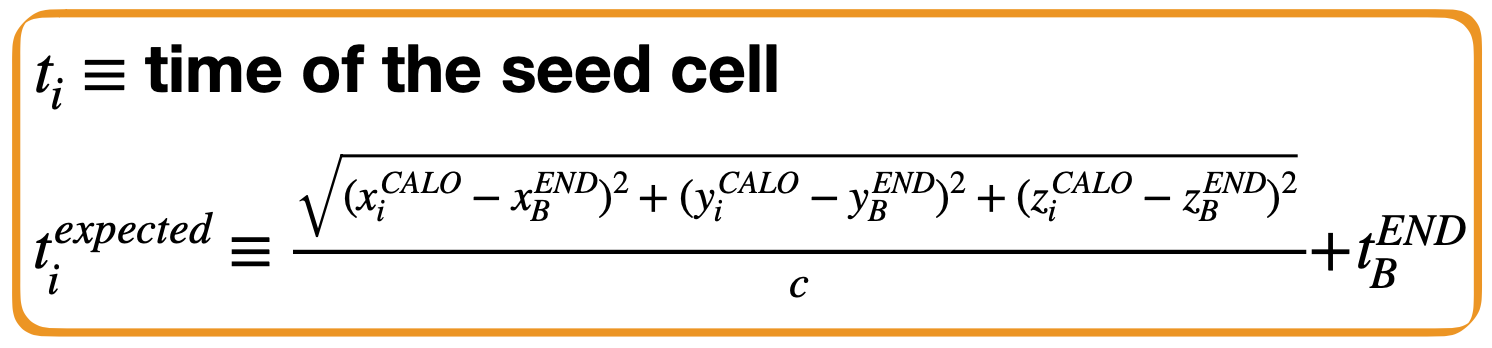 t_i ≡ time of the seed cell
t_i^{expected} ≡ \frac{\sqrt{(x_i^{CALO} − x_B^{END})^2 + (y_i^{CALO} − y_B^{END})^2 + (z_i^{CALO} − z_B^{END})^2}}{c} + t_B^{END}